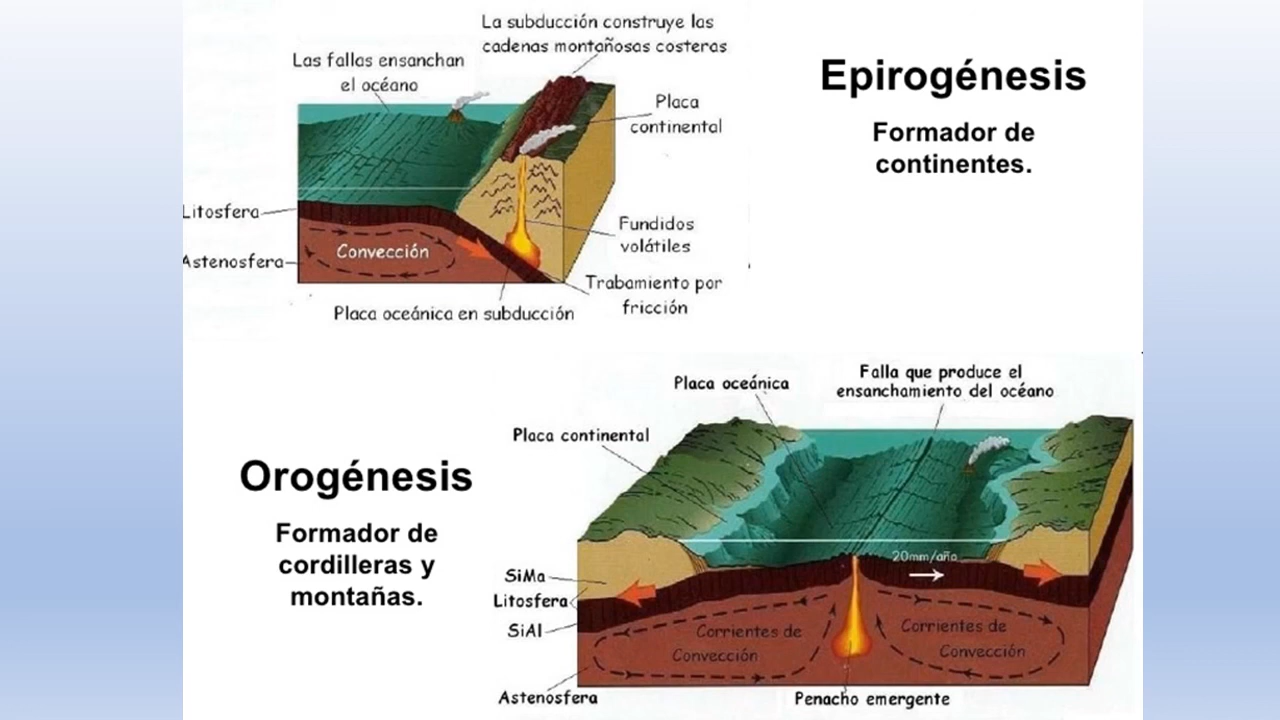 La subducción construye las
cadenas montañosas costeras
Las fallas ensanchan
el océano
Placa
continental
Litosfera
Astenosfera
Convección
Fundidos
volátiles
Trabamiento por
fricción
Placa oceánica en subducción
Epirogénesis
Formador de
continentes.
Orogénesis
Formador de
cordilleras y
montañas.
Placa oceánica
Falla que produce el
ensanchamiento del océano
Placa continental
20mm/año
SiMa
Litosfera
SiAl
Corrientes de
Convección
Corrientes de
Convección
Astenosfera
Penacho emergente